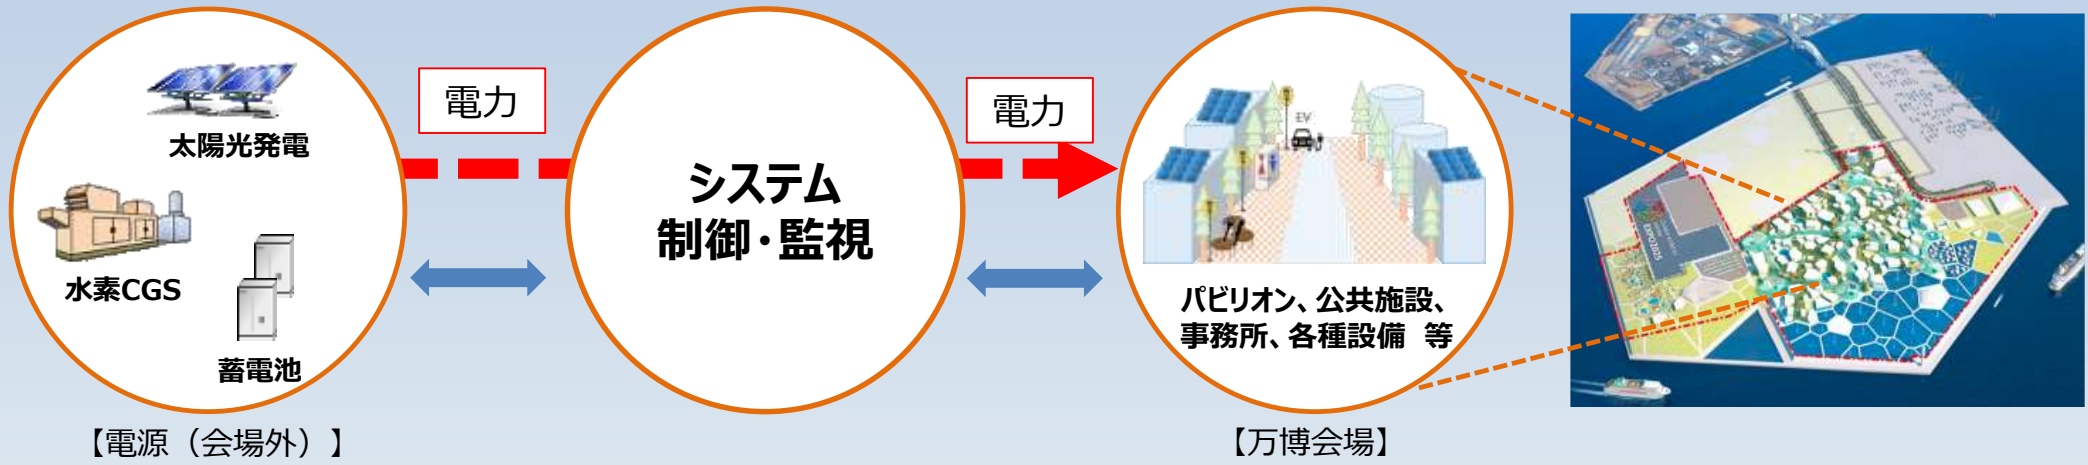 太陽光発電
水素CGS
蓄電池
【電源（会場外）】
電力
システム
制御・監視
電力
EV
パビリオン、公共施設、
事務所、各種設備 等
【万博会場】
EXPO2025